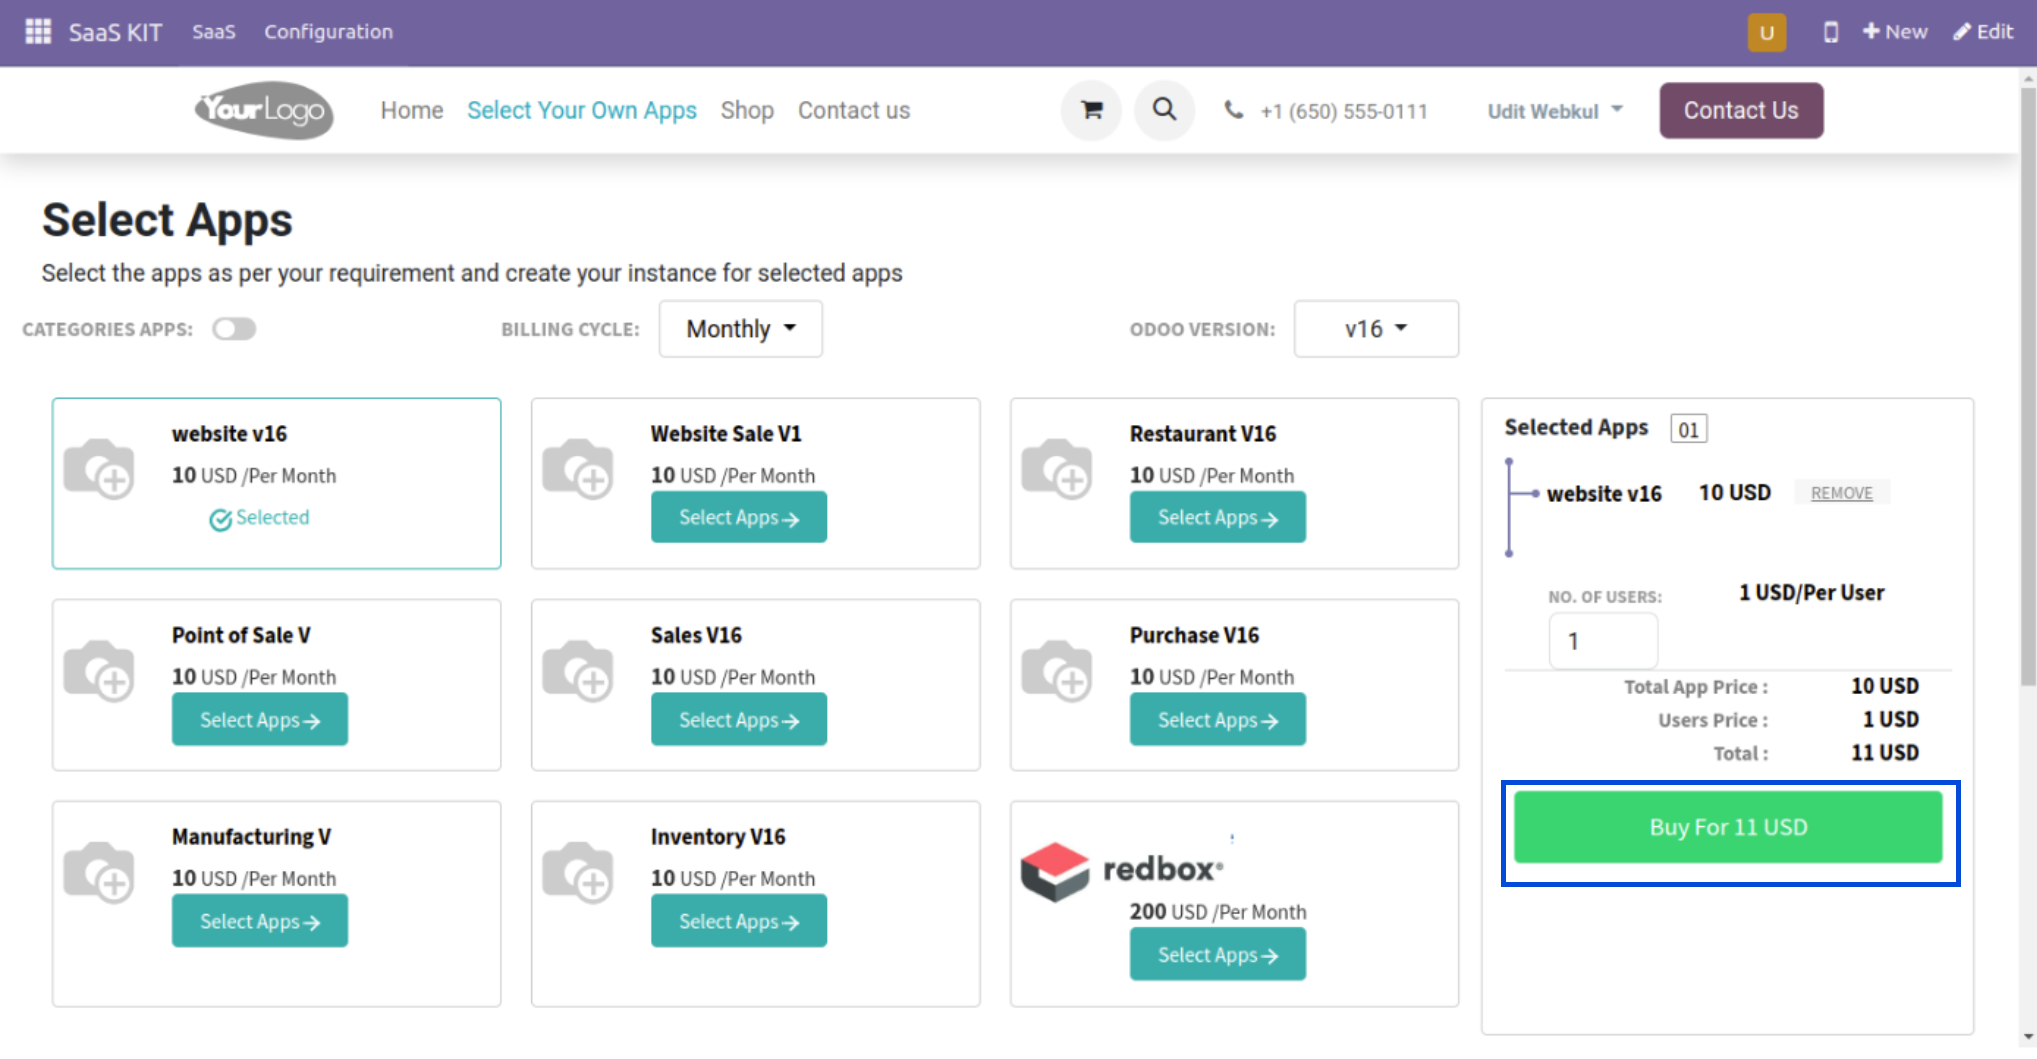 SaaS KIT SaaS Configuration U New Edit
YourLogo Home Select Your Own Apps Shop Contact us +1 (650) 555-0111 Udit Webkul Contact Us
Select Apps
Select the apps as per your requirement and create your instance for selected apps
CATEGORIES APPS: BILLING CYCLE: Monthly ODOO VERSION: v16
website v16
10 USD /Per Month
Selected
Website Sale V1
10 USD /Per Month
Select Apps→
Restaurant V16
10 USD /Per Month
Select Apps→
Point of Sale V
10 USD /Per Month
Select Apps→
Sales V16
10 USD /Per Month
Select Apps→
Purchase V16
10 USD /Per Month
Select Apps→
Manufacturing V
10 USD /Per Month
Select Apps→
Inventory V16
10 USD /Per Month
Select Apps→
redbox
200 USD /Per Month
Select Apps→
Selected Apps 01
website v16 10 USD REMOVE
NO. OF USERS: 1 USD/Per User
1
Total App Price : 10 USD
Users Price : 1 USD
Total : 11 USD
Buy For 11 USD